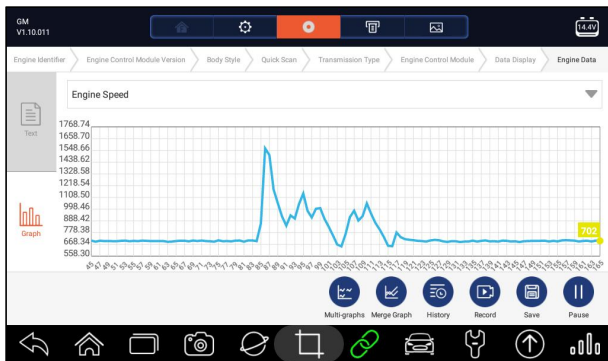 GM
V1.10.011
14.4V
Engine Identifier
Engine Control Module Version
Body Style
Quick Scan
Transmission Type
Engine Control Module
Data Display
Engine Data
Text
Graph
Engine Speed
1768.74
1658.70
1548.66
1438.62
1328.58
1218.54
1108.50
998.46
888.42
778.38
668.34
558.30
702
Multi-graphs
Merge Graph
History
Record
Save
Pause